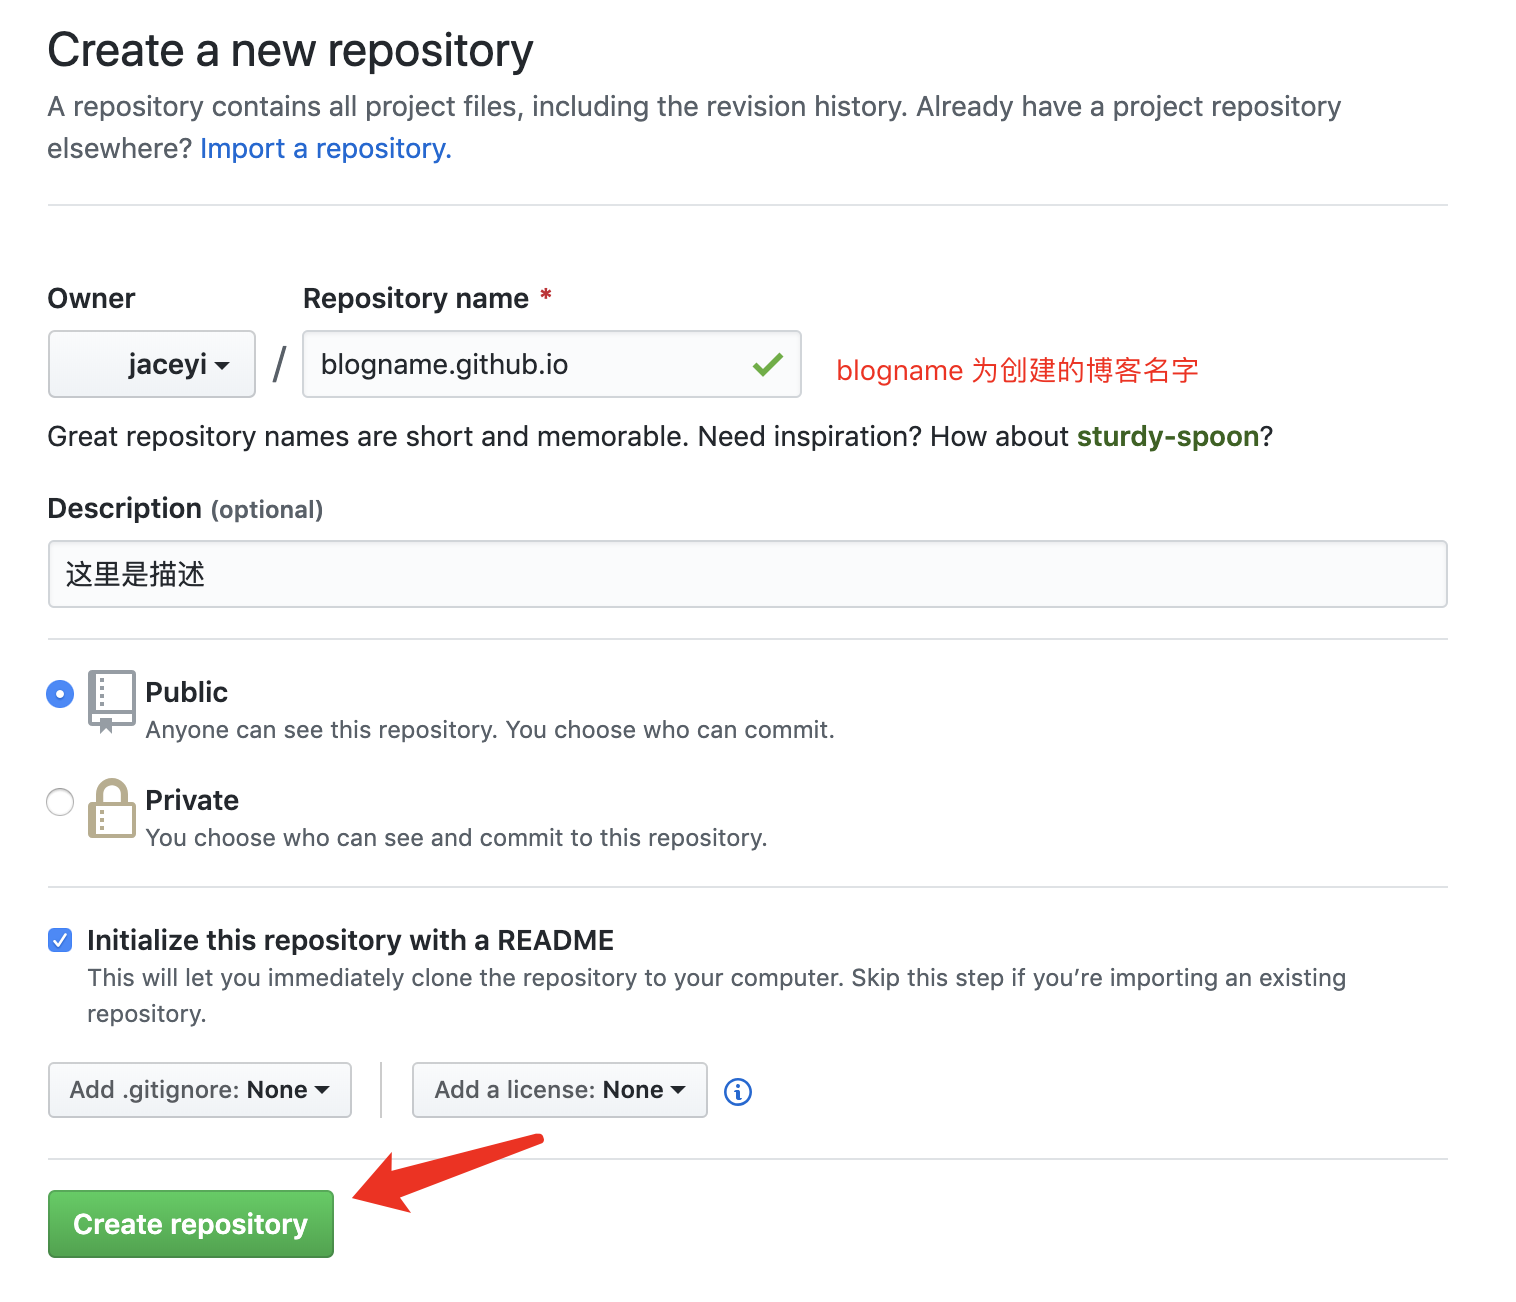 Create a new repository
A repository contains all project files, including the revision history. Already have a project repository
elsewhere? Import a repository.
Owner
Repository name *
jaceyi
/
blogname.github.io
blogname 为创建的博客名字
Great repository names are short and memorable. Need inspiration? How about sturdy-spoon?
Description (optional)
这里是描述
Public
Anyone can see this repository. You choose who can commit.
Private
You choose who can see and commit to this repository.
Initialize this repository with a README
This will let you immediately clone the repository to your computer. Skip this step if you’re importing an existing
repository.
Add .gitignore: None
Add a license: None
Create repository